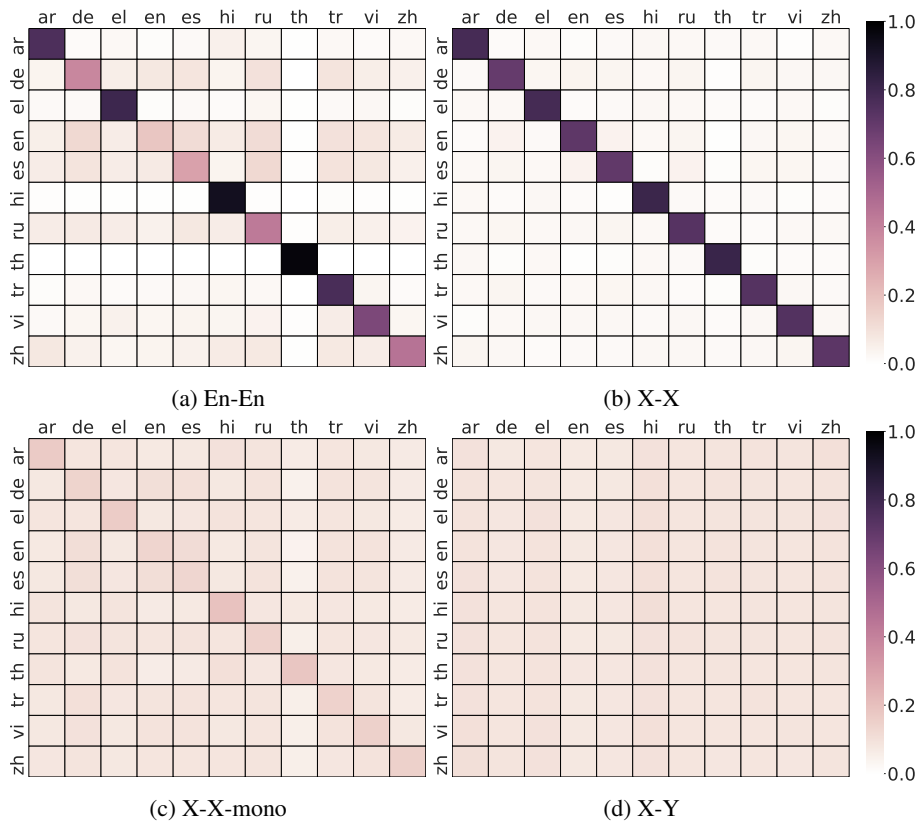 ar de el en es hi ru th tr vi zh
ar de el en es hi ru th tr vi zh
ar
de
el
en
es
hi
ru
th
tr
vi
zh
ar
de
el
en
es
hi
ru
th
tr
vi
zh
1.0
0.8
0.6
0.4
0.2
0.0
(a) En-En
(b) X-X
ar de el en es hi ru th tr vi zh
ar de el en es hi ru th tr vi zh
ar
de
el
en
es
hi
ru
th
tr
vi
zh
ar
de
el
en
es
hi
ru
th
tr
vi
zh
1.0
0.8
0.6
0.4
0.2
0.0
(c) X-X-mono
(d) X-Y